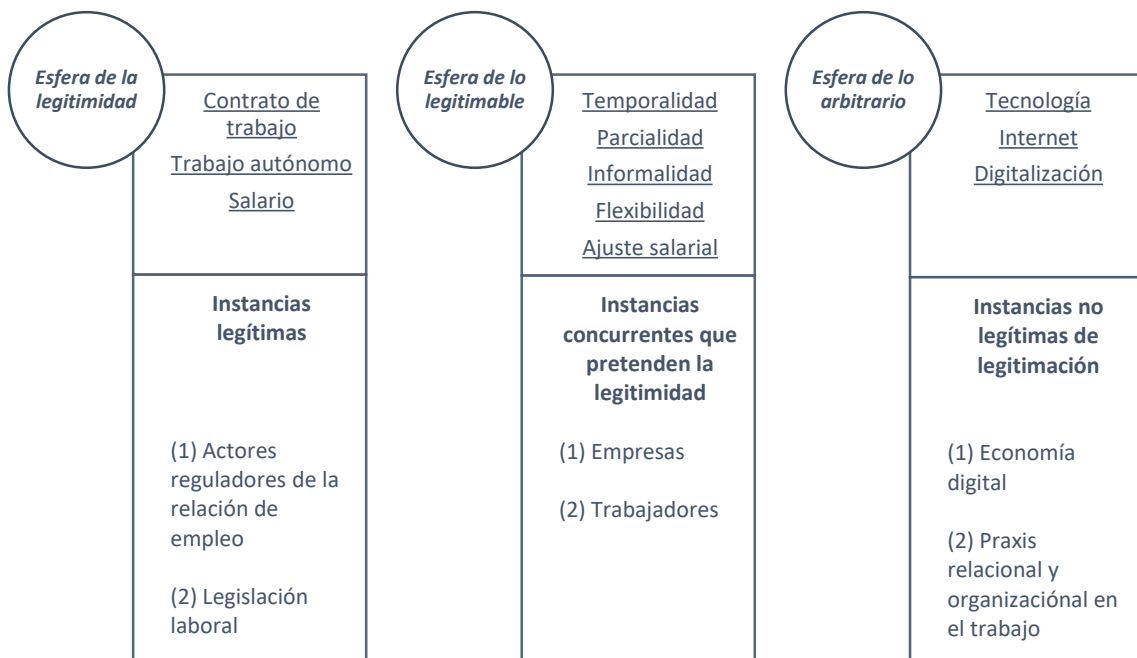 Esfera de la
legitimidad
Contrato de
trabajo
Trabajo autónomo
Salario
Instancias
legítimas
(1) Actores
reguladores de la
relación de
empleo
(2) Legislación
laboral
Esfera de lo
legitimable
Temporalidad
Parcialidad
Informalidad
Flexibilidad
Ajuste salarial
Instancias
concurrentes que
pretenden la
legitimidad
(1) Empresas
(2) Trabajadores
Esfera de lo
arbitrario
Tecnología
Internet
Digitalización
Instancias no
legítimas de
legitimación
(1) Economía
digital
(2) Praxis
relacional y
organizaciónal en
el trabajo